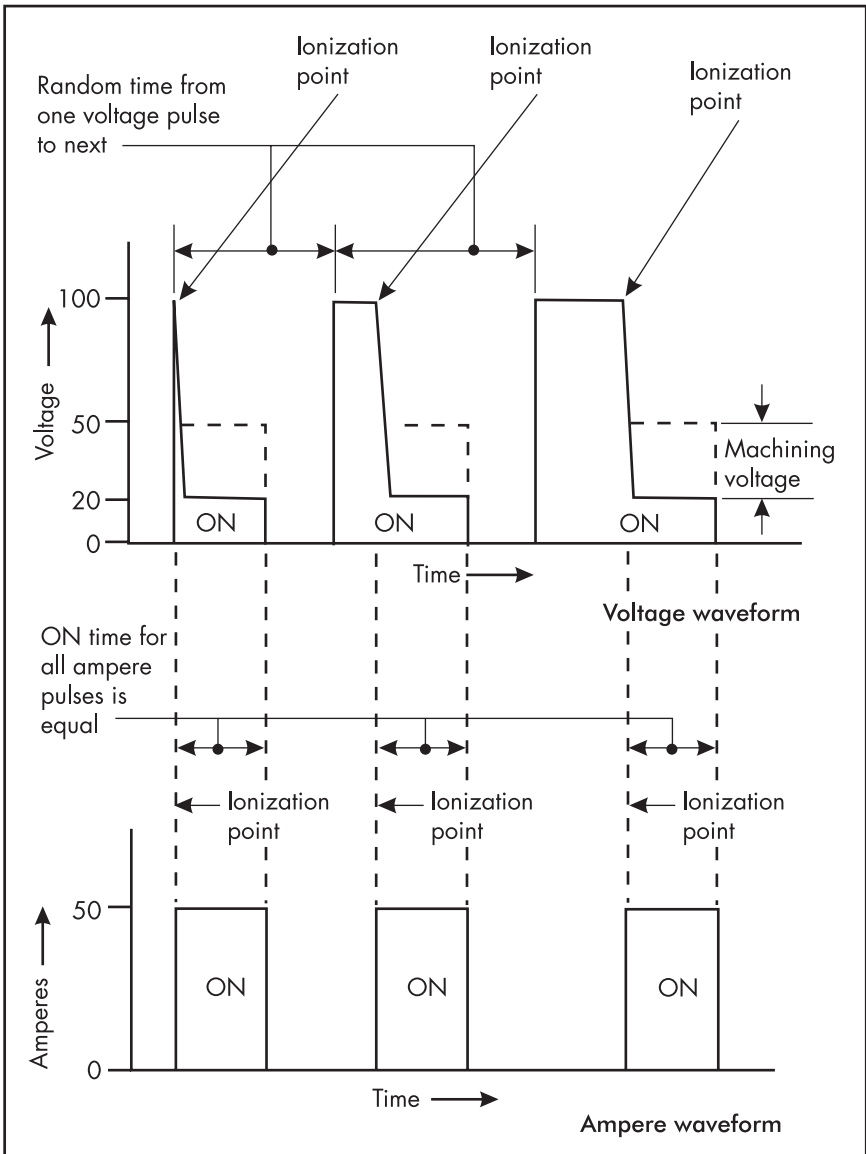 Ionization
point
Ionization
point
Ionization
point
Random time from
one voltage pulse
to next
100
50
20
0
Voltage
Machining
voltage
ON
ON
ON
Time
Voltage waveform
ON time for
all ampere
pulses is
equal
Ionization
point
Ionization
point
Ionization
point
50
0
Amperes
ON
ON
ON
Time
Ampere waveform